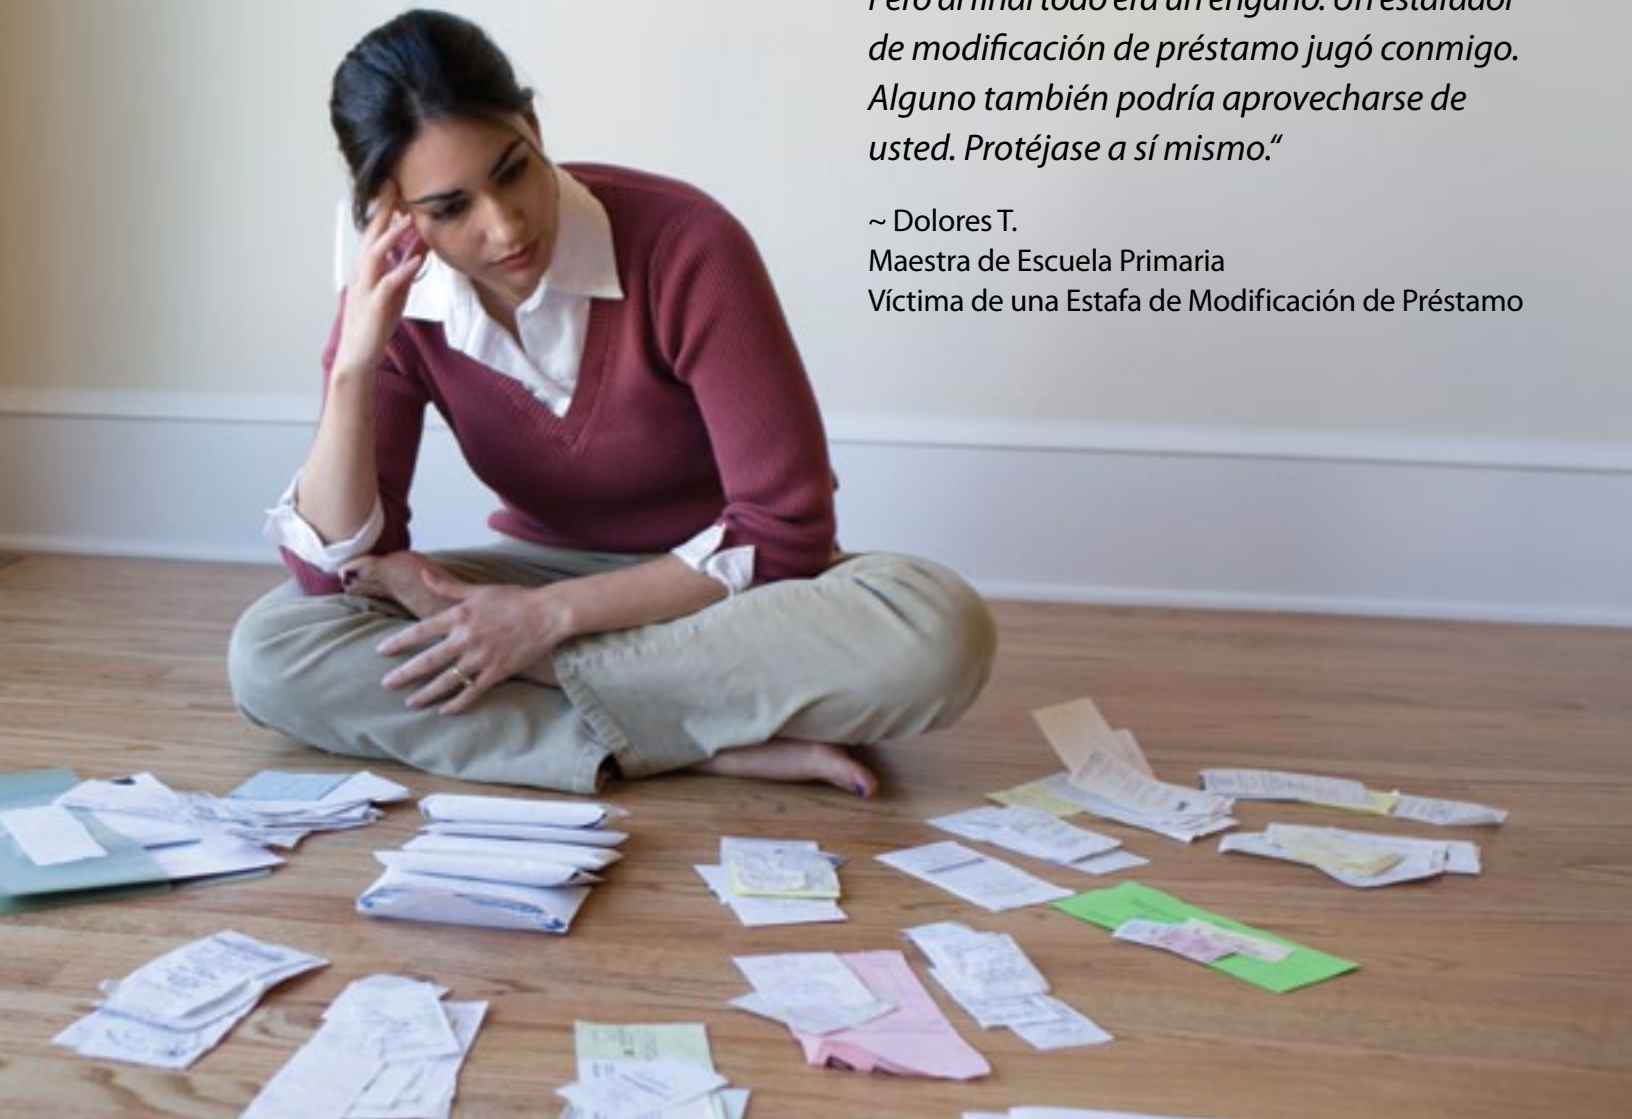 Pero al final todo era un engaño. Un estafador
de modificación de préstamo jugó conmigo.
Alguno también podría aprovecharse de
usted. Protéjase a sí mismo.“
~ Dolores T.
Maestra de Escuela Primaria
Víctima de una Estafa de Modificación de Préstamo